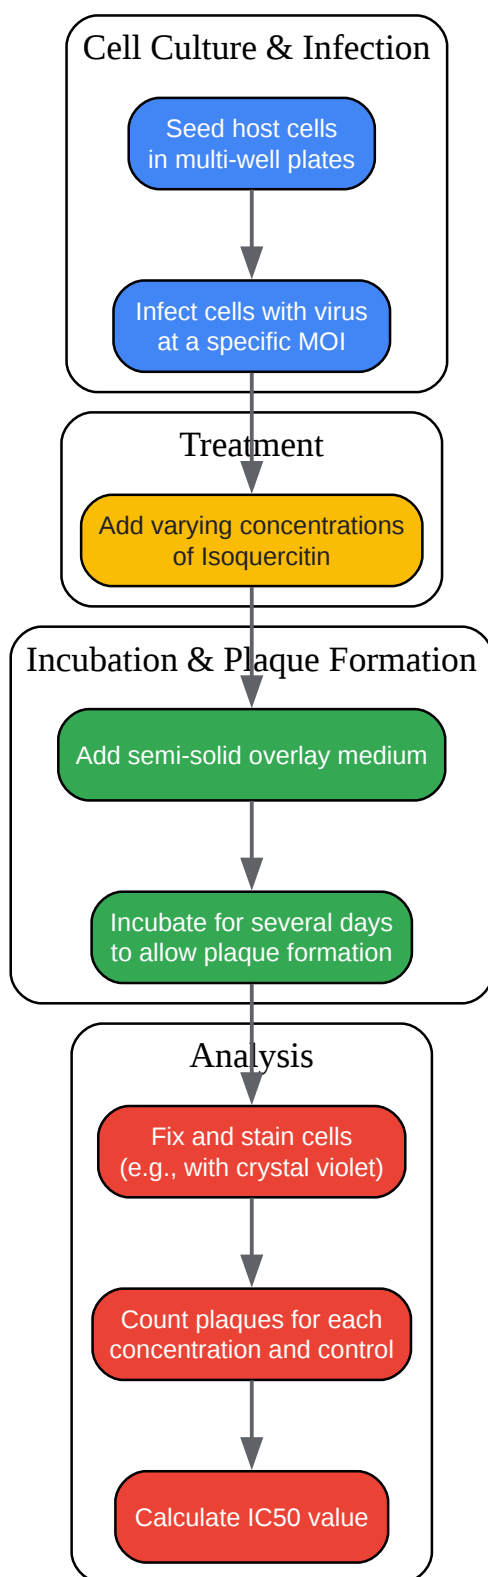 Cell Culture & Infection
Seed host cells
in multi-well plates
Infect cells with virus
at a specific MOI
Treatment
Add varying concentrations
of Isoquercitin
Incubation & Plaque Formation
Add semi-solid overlay medium
Incubate for several days
to allow plaque formation
Analysis
Fix and stain cells
(e.g., with crystal violet)
Count plaques for each
concentration and control
Calculate IC50 value